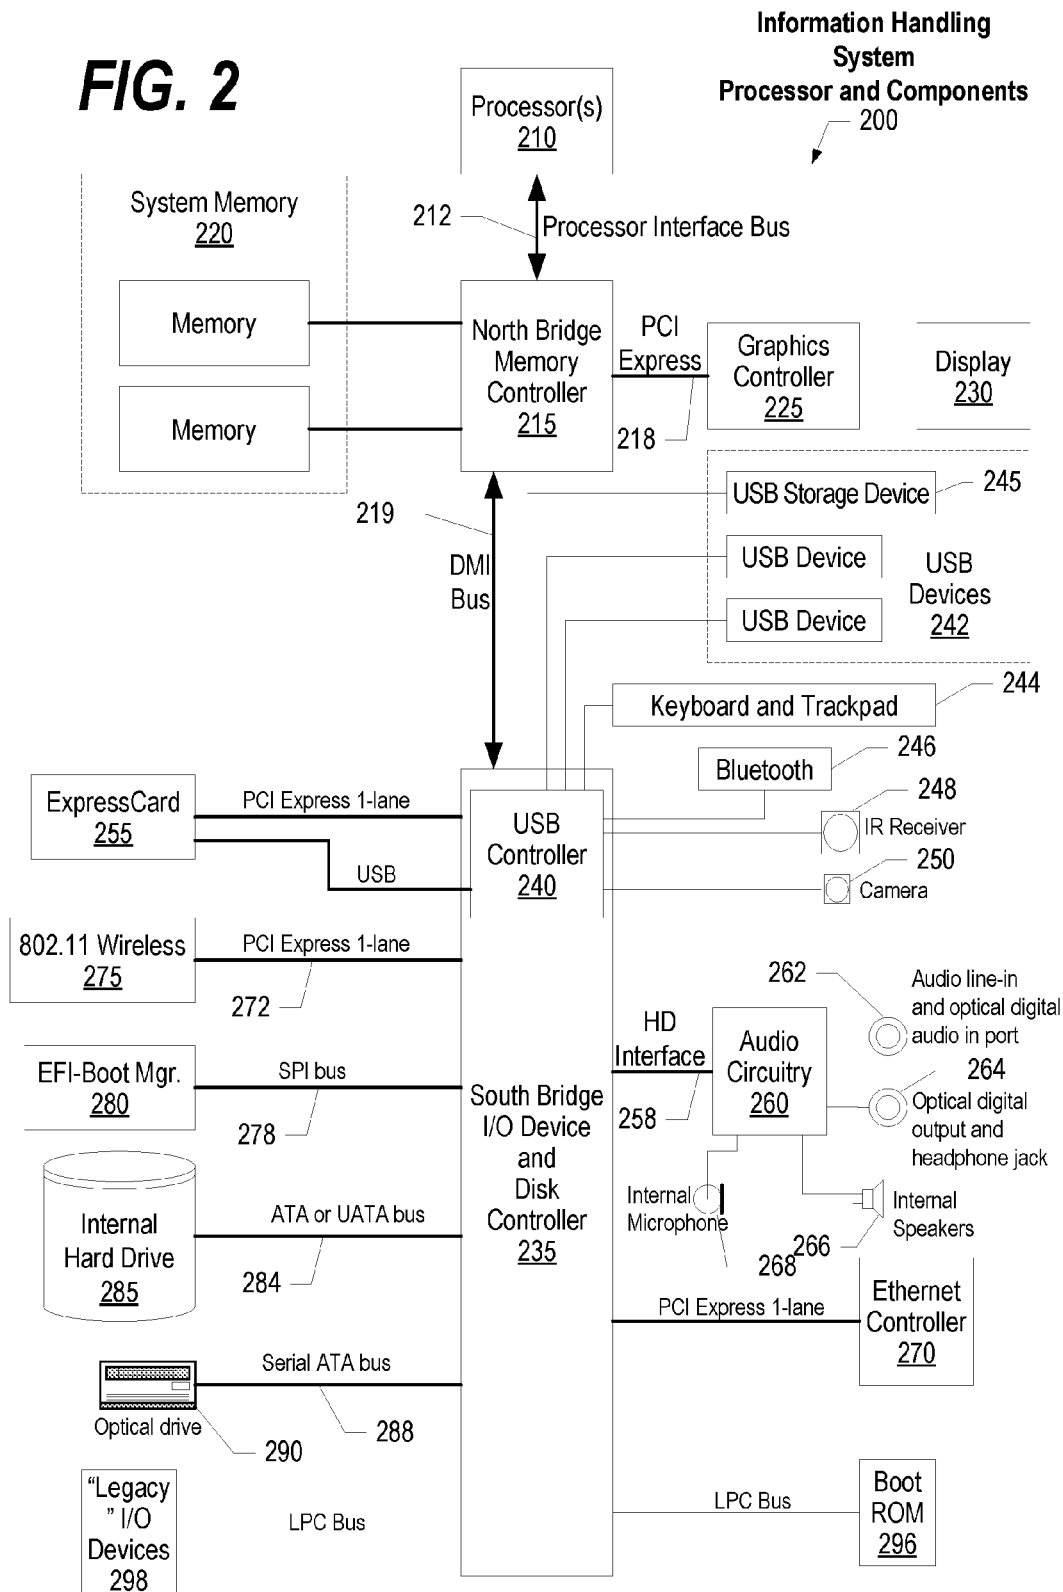 Information Handling
System
Processor and Components
200
FIG. 2
Processor(s)
210
212
Processor Interface Bus
System Memory
220
Memory
Memory
North Bridge
Memory
Controller
215
PCI
Express
218
Graphics
Controller
225
Display
230
219
DMI
Bus
USB Storage Device
245
USB Device
USB Device
USB
Devices
242
Keyboard and Trackpad
244
Bluetooth
246
248
IR Receiver
250
Camera
ExpressCard
255
PCI Express 1-lane
USB
USB
Controller
240
802.11 Wireless
275
PCI Express 1-lane
272
EFI-Boot Mgr.
280
SPI bus
278
Internal
Hard Drive
285
ATA or UATA bus
284
Serial ATA bus
288
Optical drive
290
"Legacy
" I/O
Devices
298
LPC Bus
South Bridge
I/O Device
and
Disk
Controller
235
HD
Interface
258
Audio
Circuitry
260
262
Audio line-in
and optical digital
audio in port
264
Optical digital
output and
headphone jack
Internal
Microphone
268
266
Internal
Speakers
PCI Express 1-lane
Ethernet
Controller
270
LPC Bus
Boot
ROM
296